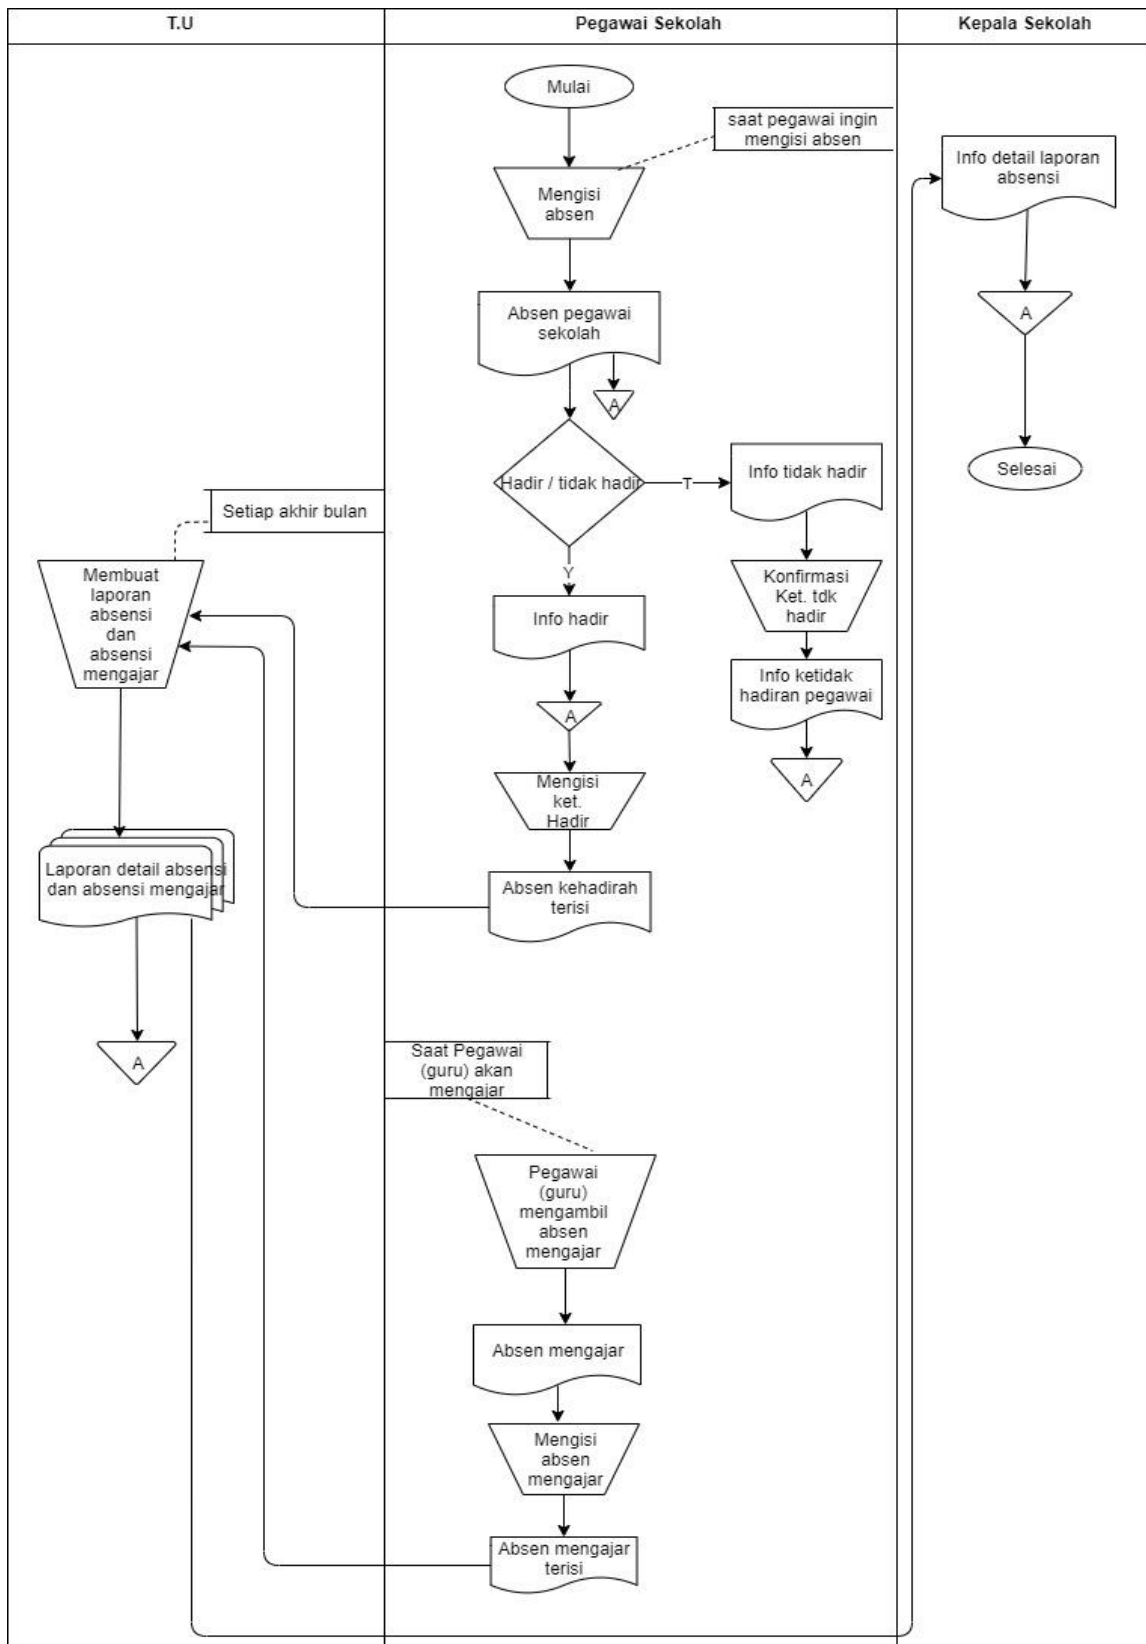 T.U
Pegawai Sekolah
Kepala Sekolah
Mulai
saat pegawai ingin
mengisi absen
Mengisi
absen
Absen pegawai
sekolah
A
Hadir / tidak hadir
T
Info tidak hadir
Y
Konfirmasi
Ket. tdk
hadir
Info hadir
Info ketidak
hadiran pegawai
A
A
Mengisi
ket.
Hadir
Absen kehadirah
terisi
Setiap akhir bulan
Membuat
laporan
absensi
dan
absensi
mengajar
Laporan detail absensi
dan absensi mengajar
A
Saat Pegawai
(guru) akan
mengajar
Pegawai
(guru)
mengambil
absen
mengajar
Absen mengajar
Mengisi
absen
mengajar
Absen mengajar
terisi
Info detail laporan
absensi
A
Selesai